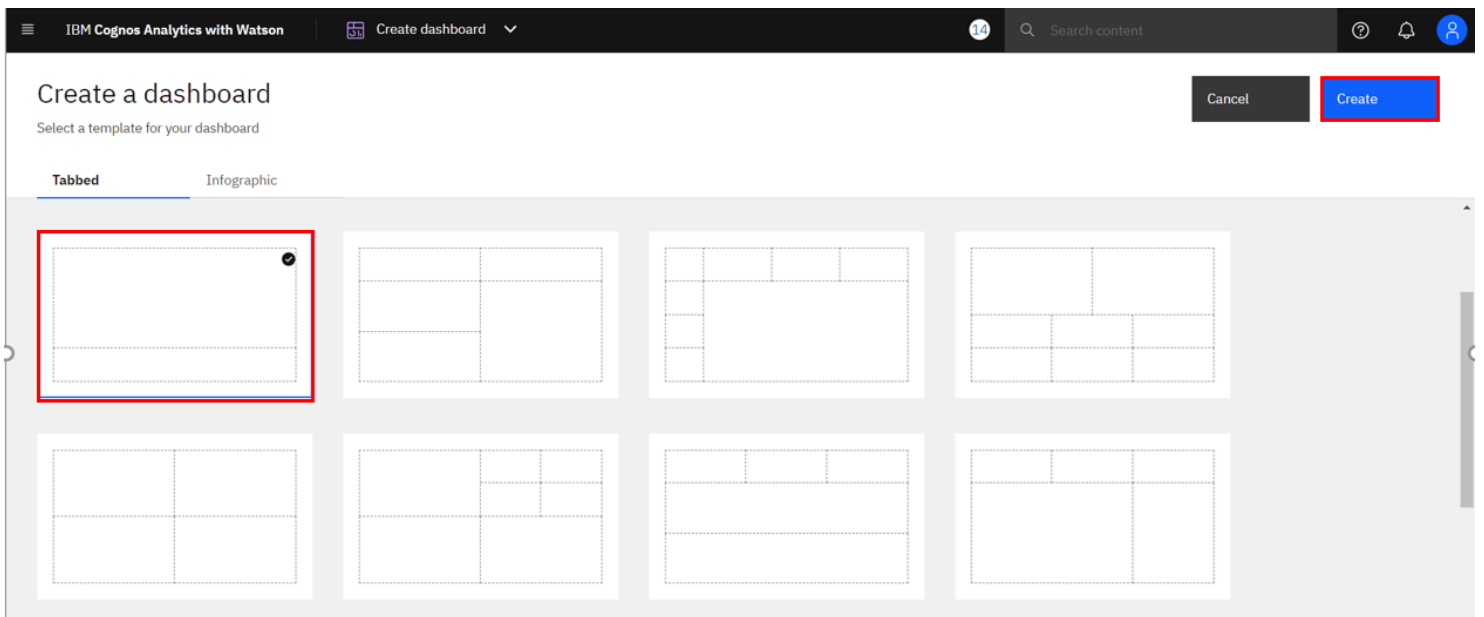 IBM Cognos Analytics with Watson
Create dashboard
14
Search content
Create a dashboard
Select a template for your dashboard
Cancel
Create
Tabbed
Infographic